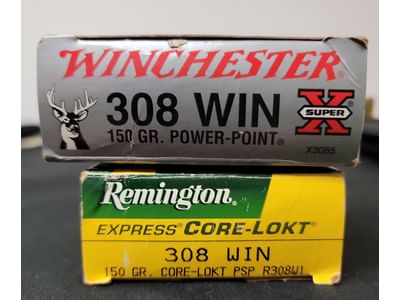 WINCHESTER
308 WIN
150 GR. POWER-POINT®
SUPER X
X3085
Remington®
EXPRESS® CORE-LOKT®
308 WIN
150 GR. CORE-LOKT PSP R308W1